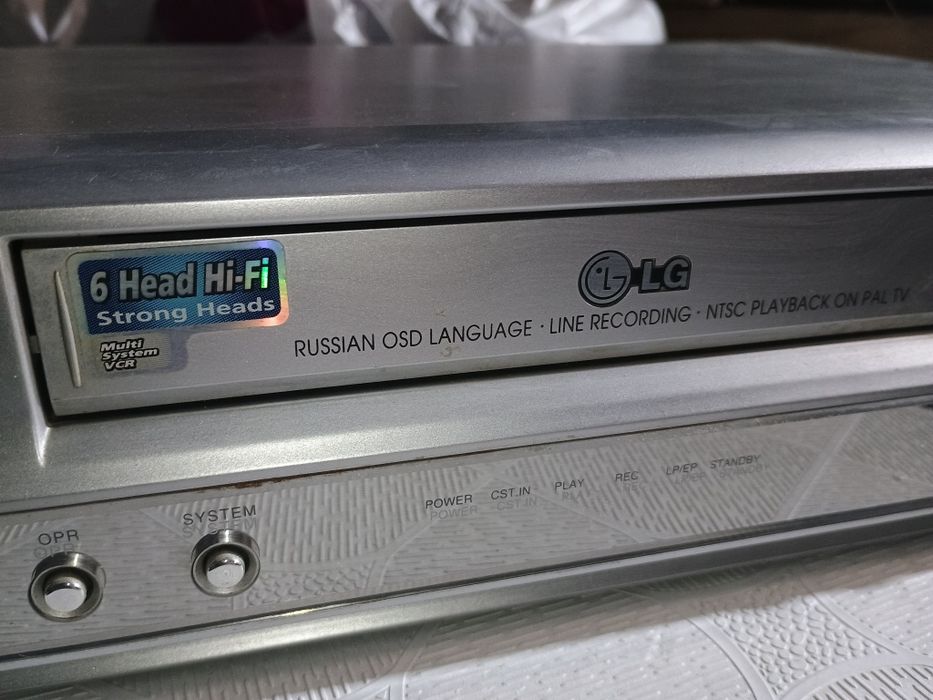 6 Head Hi-Fi
Strong Heads
Multi
System
VCR
LG
RUSSIAN OSD LANGUAGE · LINE RECORDING · NTSC PLAYBACK ON PAL TV
POWER CST.IN PLAY REC LP/EP STANDBY
OPR SYSTEM